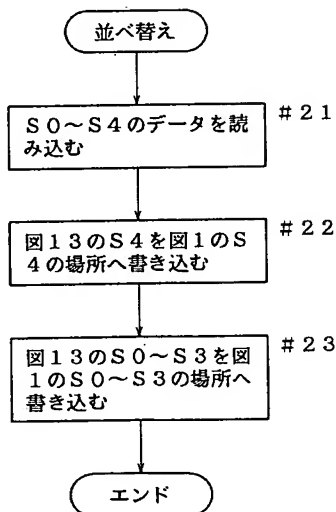 並べ替え
#21
S0~S4のデータを読
み込む
#22
図13のS4を図1のS
4の場所へ書き込む
#23
図13のS0~S3を図
1のS0~S3の場所へ
書き込む
エンド